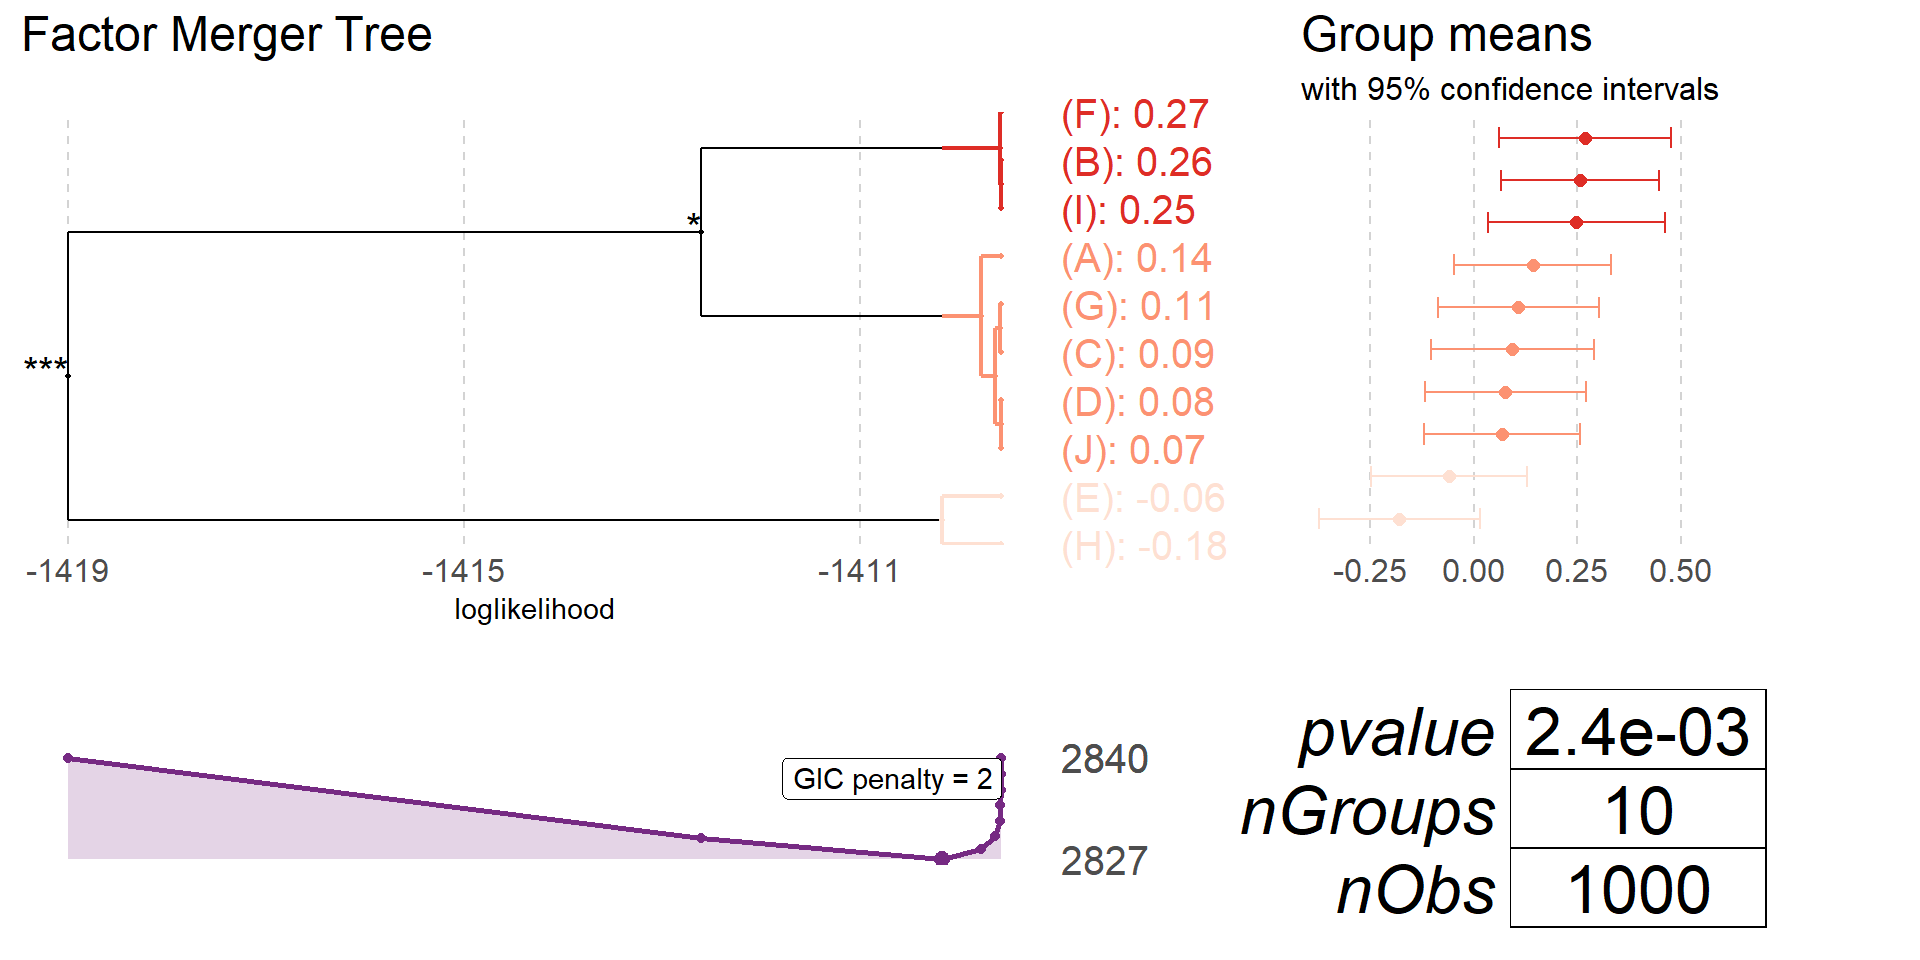 Factor Merger Tree
Group means
with 95% confidence intervals
(F): 0.27
(B): 0.26
(I): 0.25
(A): 0.14
(G): 0.11
(C): 0.09
(D): 0.08
(J): 0.07
(E): -0.06
(H): -0.18
*
***
-1419 -1415 -1411
loglikelihood
-0.25 0.00 0.25 0.50
GIC penalty = 2
2840
2827
pvalue 2.4e-03
nGroups 10
nObs 1000